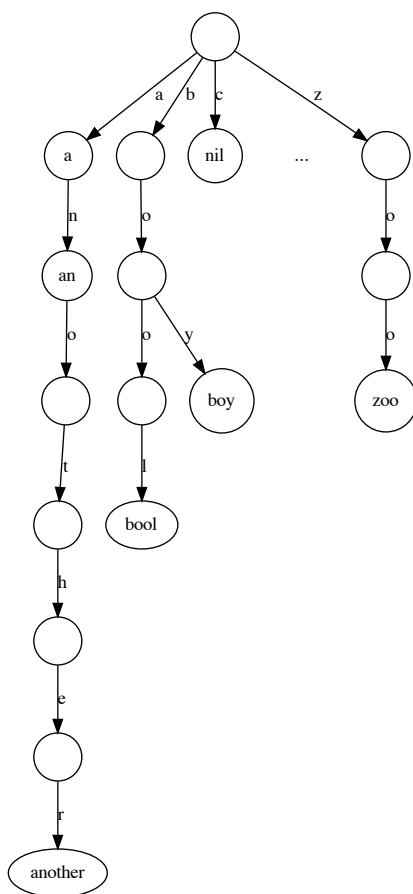 a b c z
a nil ...
n o o
an
o o y o
boy zoo
t l
bool
h
e
r
another